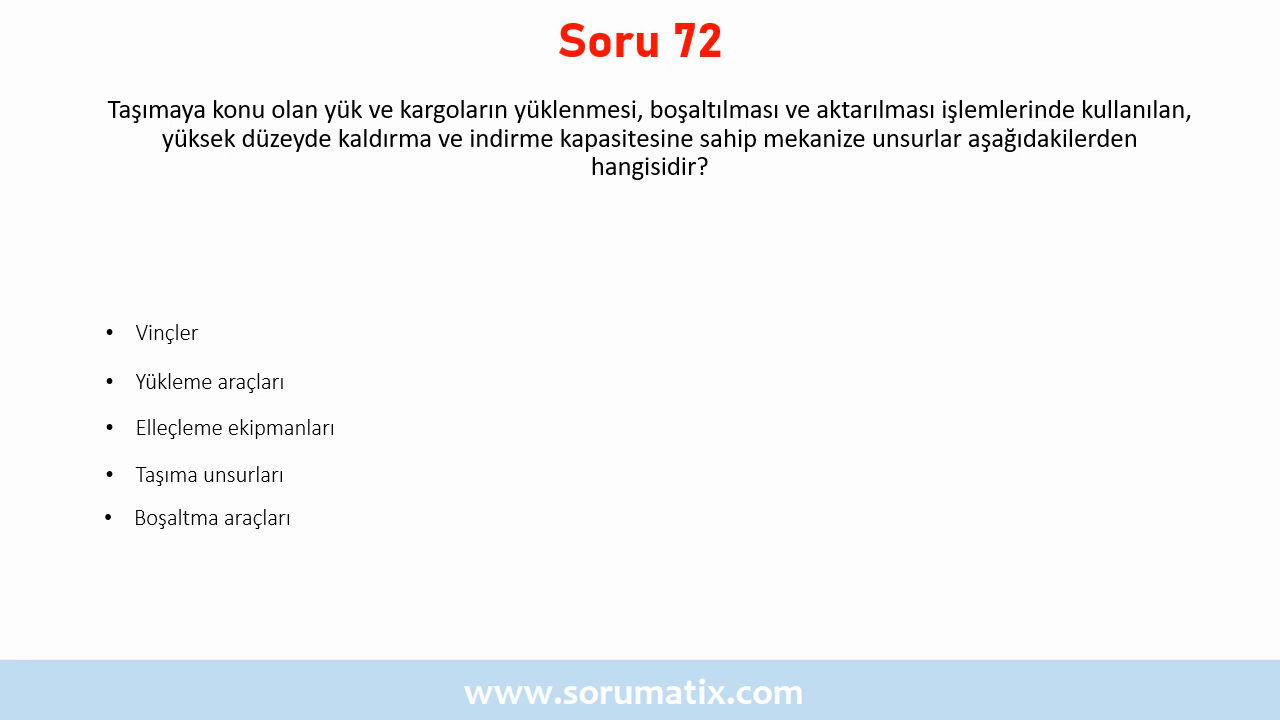 Soru 72
Taşımaya konu olan yük ve kargoların yüklenmesi, boşaltılması ve aktarılması işlemlerinde kullanılan,
yüksek düzeyde kaldırma ve indirme kapasitesine sahip mekanize unsurlar aşağıdakilerden
hangisidir?
• Vinçler
• Yükleme araçları
• Elleçleme ekipmanları
• Taşıma unsurları
• Boşaltma araçları
www.sorumatix.com